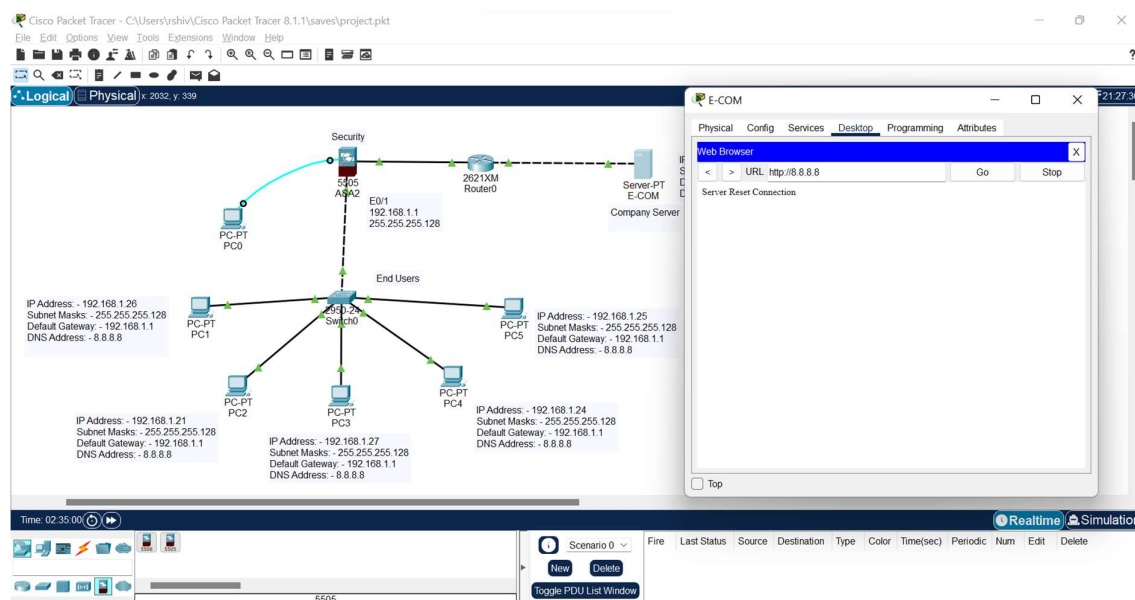 Cisco Packet Tracer - C:\Users\rshiv\Cisco Packet Tracer 8.1.1\saves\project.pkt
File Edit Options View Tools Extensions Window Help
?
Logical Physical x: 2032, y: 339
21:27:3
Security
5505
ASA2
E0/1
192.168.1.1
255.255.255.128
2621XM
Router0
Server-PT
E-COM
Company Server
PC-PT
PC0
End Users
2950-24
Switch0
IP Address: - 192.168.1.26
Subnet Masks: - 255.255.255.128
Default Gateway: - 192.168.1.1
DNS Address: - 8.8.8.8
PC-PT
PC1
PC-PT
PC5
IP Address: - 192.168.1.25
Subnet Masks: - 255.255.255.128
Default Gateway: - 192.168.1.1
DNS Address: - 8.8.8.8
PC-PT
PC2
IP Address: - 192.168.1.21
Subnet Masks: - 255.255.255.128
Default Gateway: - 192.168.1.1
DNS Address: - 8.8.8.8
PC-PT
PC3
IP Address: - 192.168.1.27
Subnet Masks: - 255.255.255.128
Default Gateway: - 192.168.1.1
DNS Address: - 8.8.8.8
PC-PT
PC4
IP Address: - 192.168.1.24
Subnet Masks: - 255.255.255.128
Default Gateway: - 192.168.1.1
DNS Address: - 8.8.8.8
E-COM
Physical Config Services Desktop Programming Attributes
Web Browser X
< > URL http://8.8.8.8 Go Stop
Server Reset Connection
Top
Time: 02:35:00
Realtime Simulation
5506 5505
5505
Scenario 0
New Delete
Toggle PDU List Window
Fire Last Status Source Destination Type Color Time(sec) Periodic Num Edit Delete